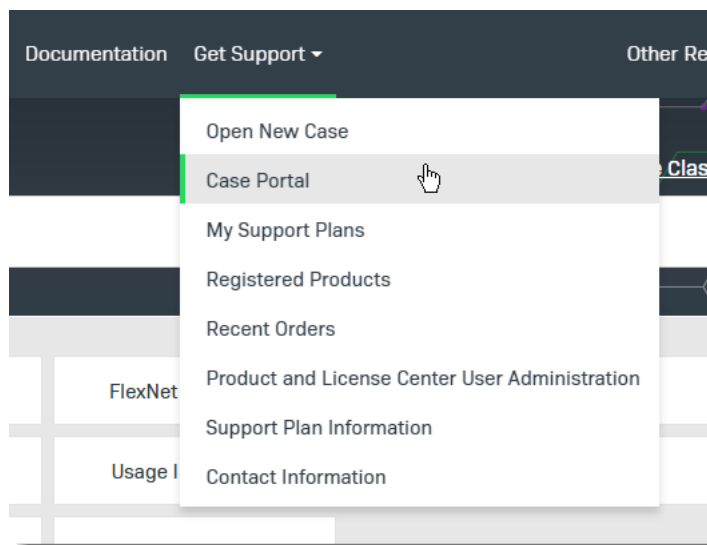 Documentation Get Support Other Re
Open New Case
Clas
Case Portal
My Support Plans
Registered Products
Recent Orders
Product and License Center User Administration
FlexNet
Support Plan Information
Usage I
Contact Information